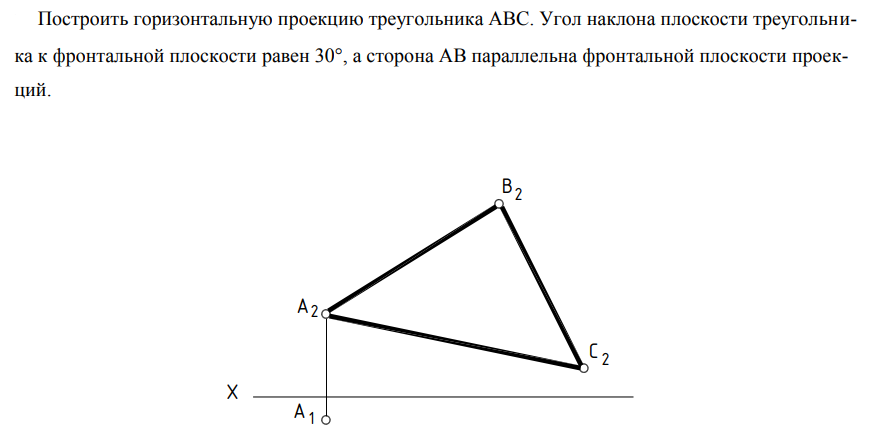 Построить горизонтальную проекцию треугольника ABC. Угол наклона плоскости треугольни-
ка к фронтальной плоскости равен 30°, а сторона AB параллельна фронтальной плоскости проек-
ций.
B2
A2
C2
X
A1